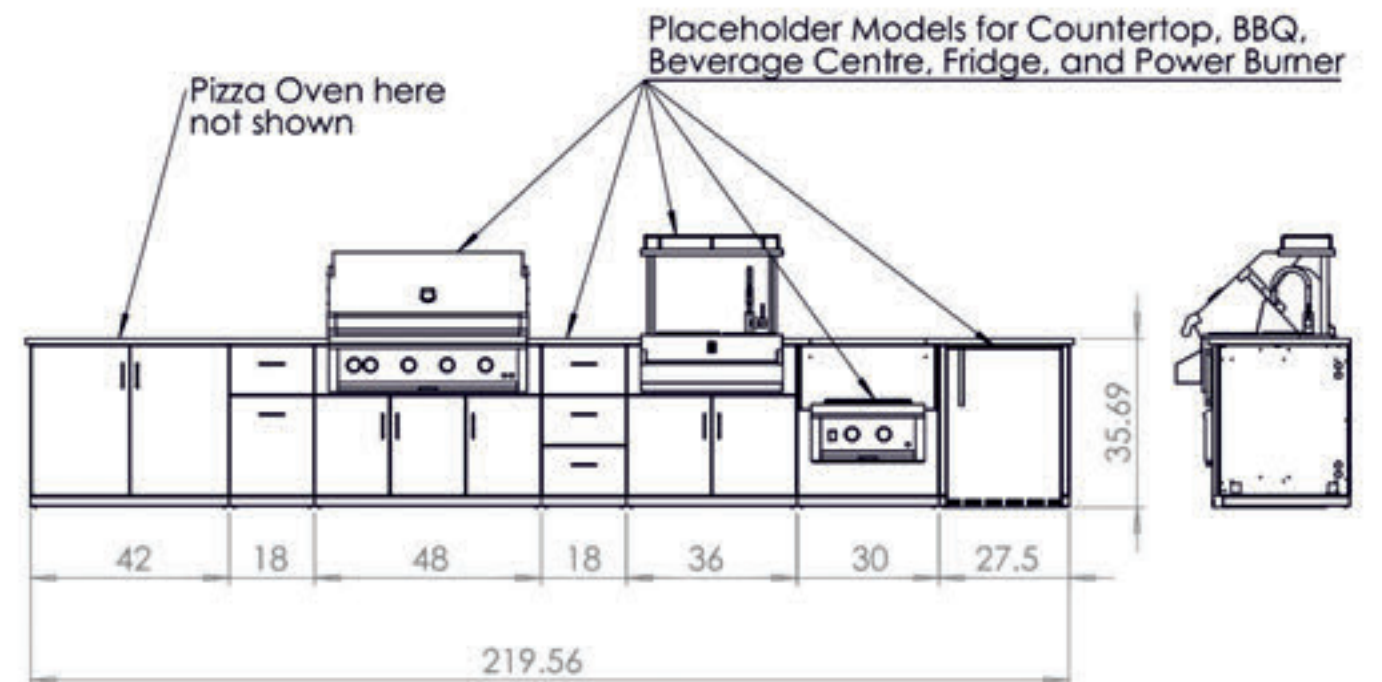 Placeholder Models for Countertop, BBQ,
Beverage Centre, Fridge, and Power Burner
Pizza Oven here
not shown
35.69
42 18 48 18 36 30 27.5
219.56